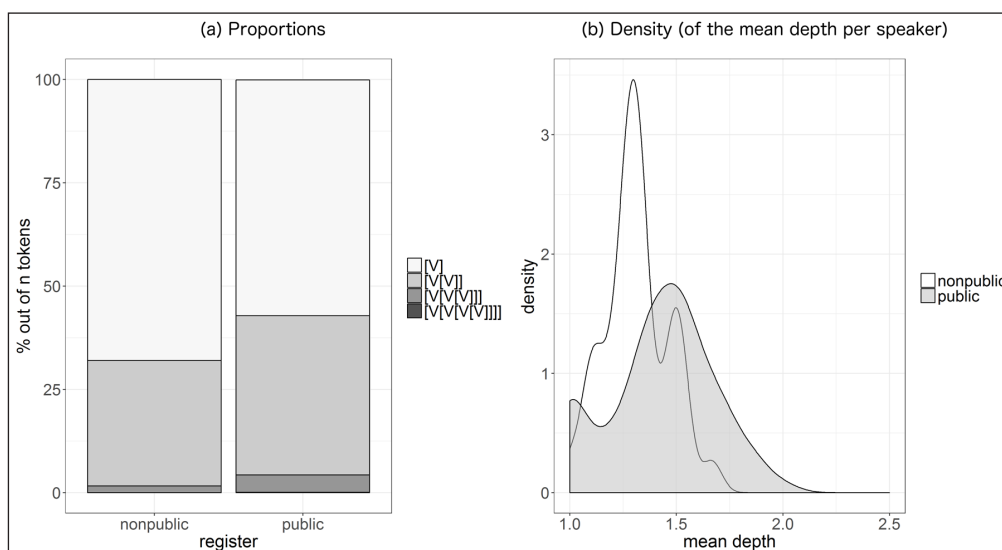 (a) Proportions
100
75
50
25
0
% out of n tokens
nonpublic
public
register
[V]
[V[V]]
[V[V[V]]]
[V[V[V[V]]]]
(b) Density (of the mean depth per speaker)
3
2
1
0
density
1.0
1.5
2.0
2.5
mean depth
nonpublic
public